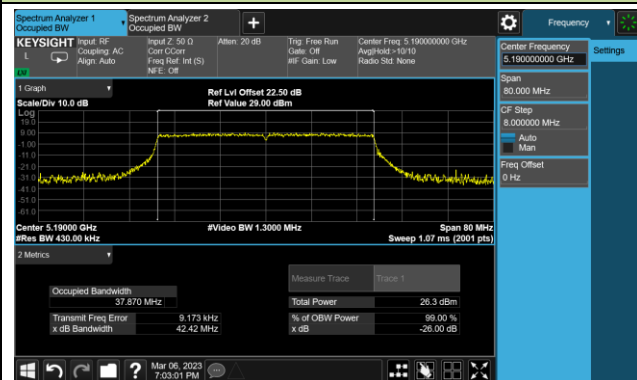 Spectrum Analyzer 1
Occupied BW
Spectrum Analyzer 2
Occupied BW
Frequency
KEYSIGHT
L
Input: RF
Coupling: AC
Align: Auto
Input Z: 50 Ω
Corr CCorr
Freq Ref: Int (S)
NFE: Off
Atten: 20 dB
Trig: Free Run
Gate: Off
#IF Gain: Low
Center Freq: 5.190000000 GHz
Avg|Hold:>10/10
Radio Std: None
Center Frequency
5.190000000 GHz
Settings
Span
80.000 MHz
CF Step
8.000000 MHz
Auto
Man
Freq Offset
0 Hz
1 Graph
Scale/Div 10.0 dB
Ref Lvl Offset 22.50 dB
Ref Value 29.00 dBm
Log
19.0
9.00
-1.00
-11.0
-21.0
-31.0
-41.0
-51.0
-61.0
Center 5.19000 GHz
#Res BW 430.00 kHz
#Video BW 1.3000 MHz
Span 80 MHz
Sweep 1.07 ms (2001 pts)
2 Metrics
Measure Trace
Trace 1
Occupied Bandwidth
37.870 MHz
Total Power
26.3 dBm
Transmit Freq Error
9.173 kHz
% of OBW Power
99.00 %
x dB Bandwidth
42.42 MHz
x dB
-26.00 dB
?
Mar 06, 2023
7:03:01 PM